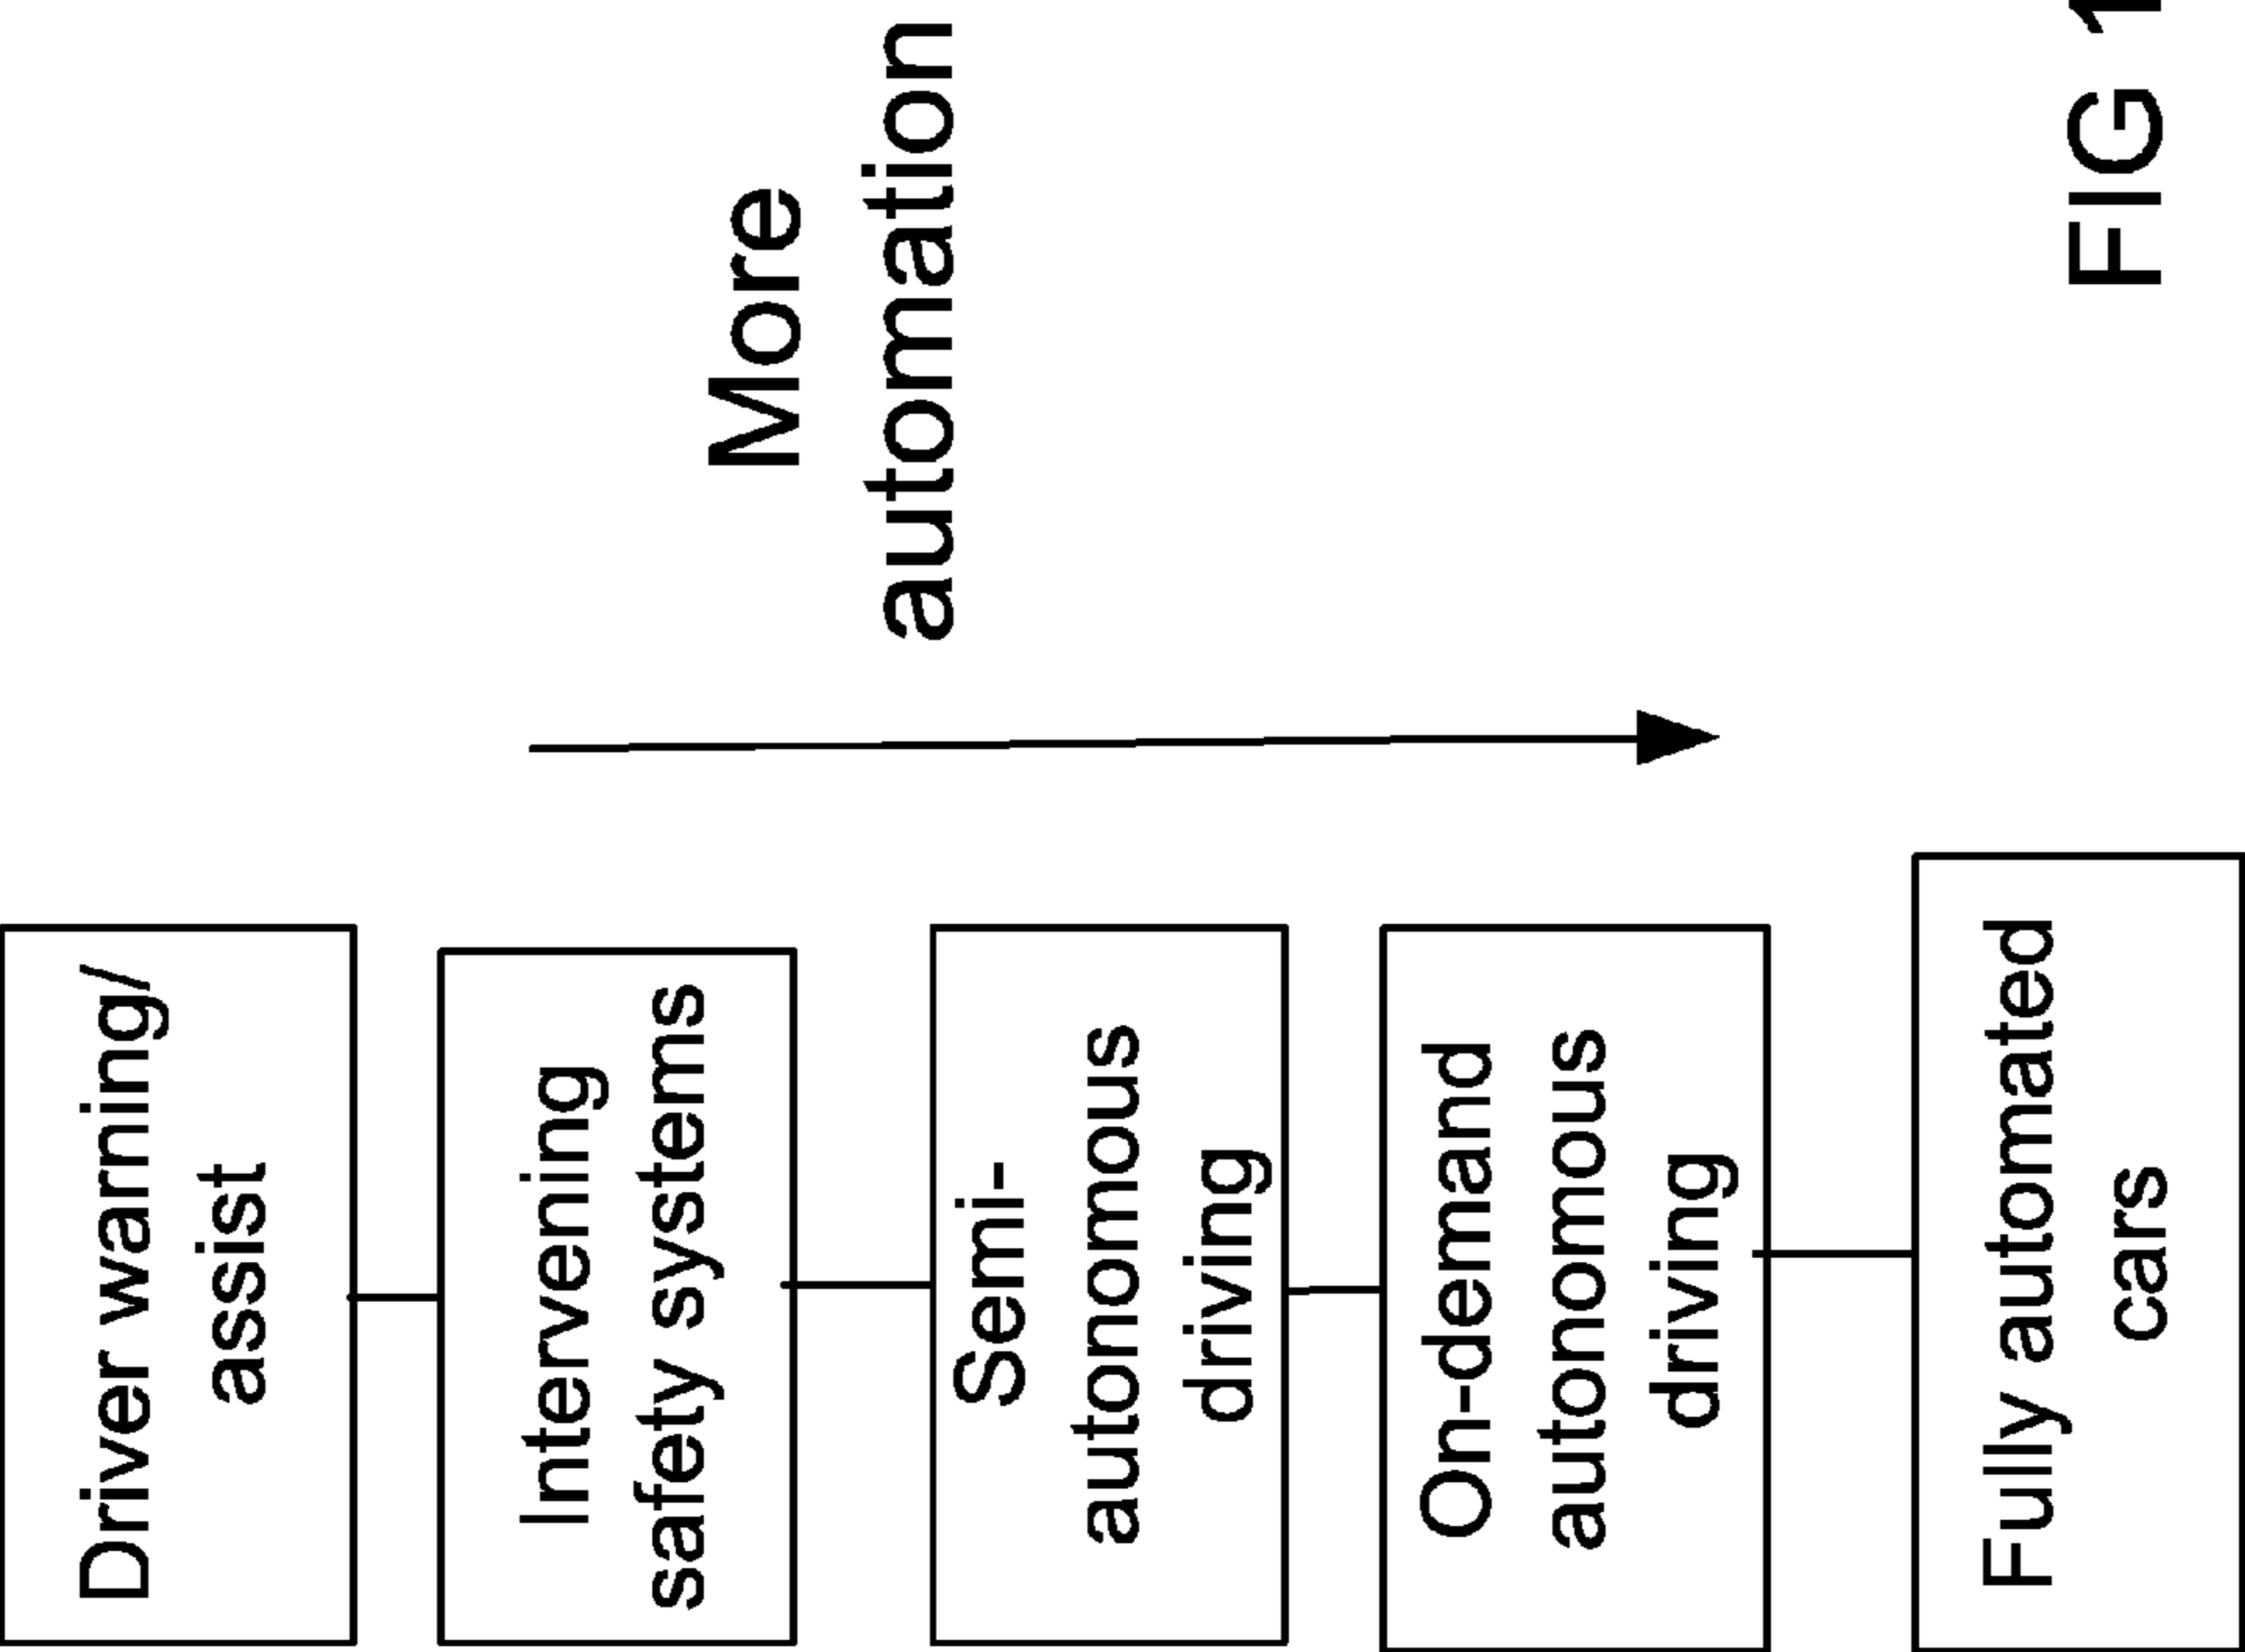 Driver warning/
assist
Intervening
safety systems
Semi-
autonomous
driving
On-demand
autonomous
driving
Fully automated
cars
More
automation
FIG 1